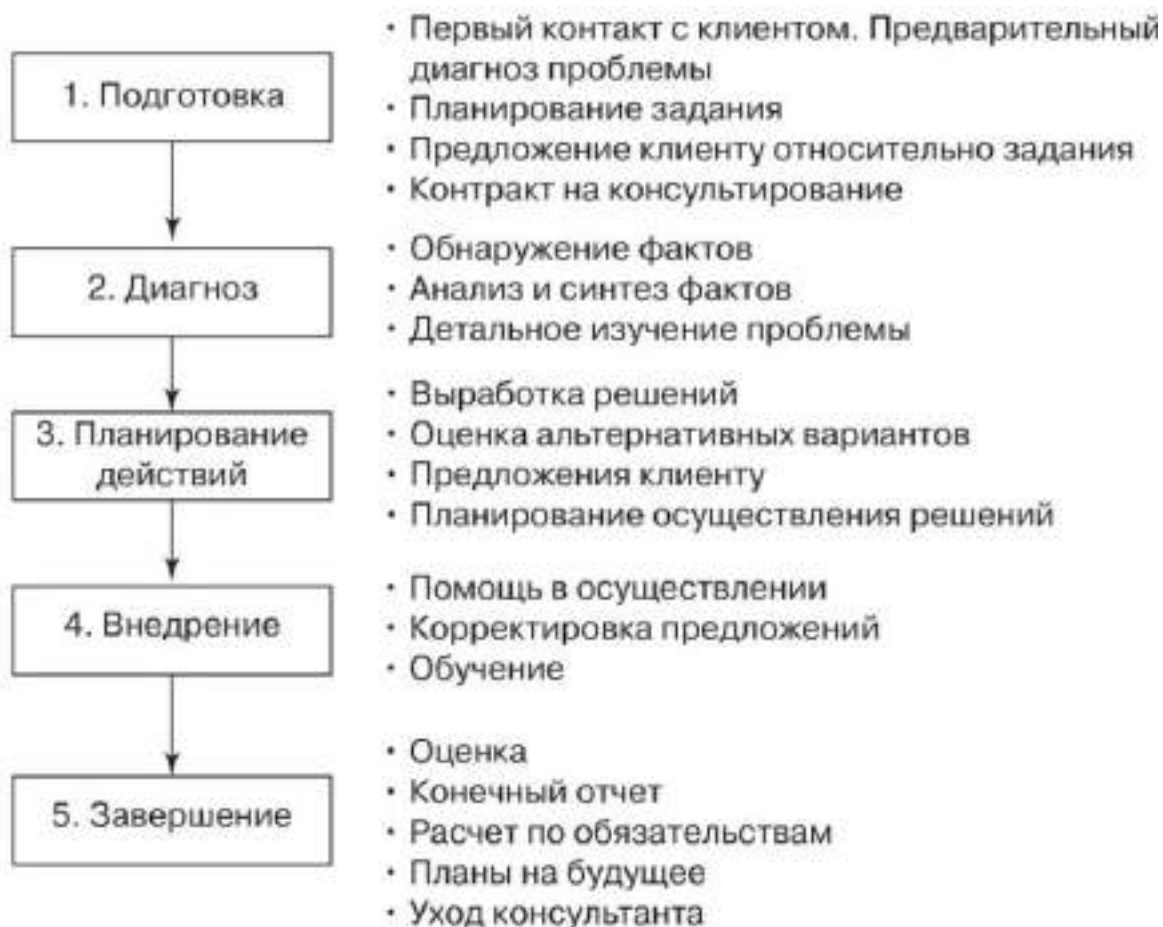 1. Подготовка
• Первый контакт с клиентом. Предварительный
диагноз проблемы
• Планирование задания
• Предложение клиенту относительно задания
• Контракт на консультирование
2. Диагноз
• Обнаружение фактов
• Анализ и синтез фактов
• Детальное изучение проблемы
3. Планирование
действий
• Выработка решений
• Оценка альтернативных вариантов
• Предложения клиенту
• Планирование осуществления решений
4. Внедрение
• Помощь в осуществлении
• Корректировка предложений
• Обучение
5. Завершение
• Оценка
• Конечный отчет
• Расчет по обязательствам
• Планы на будущее
• Уход консультанта